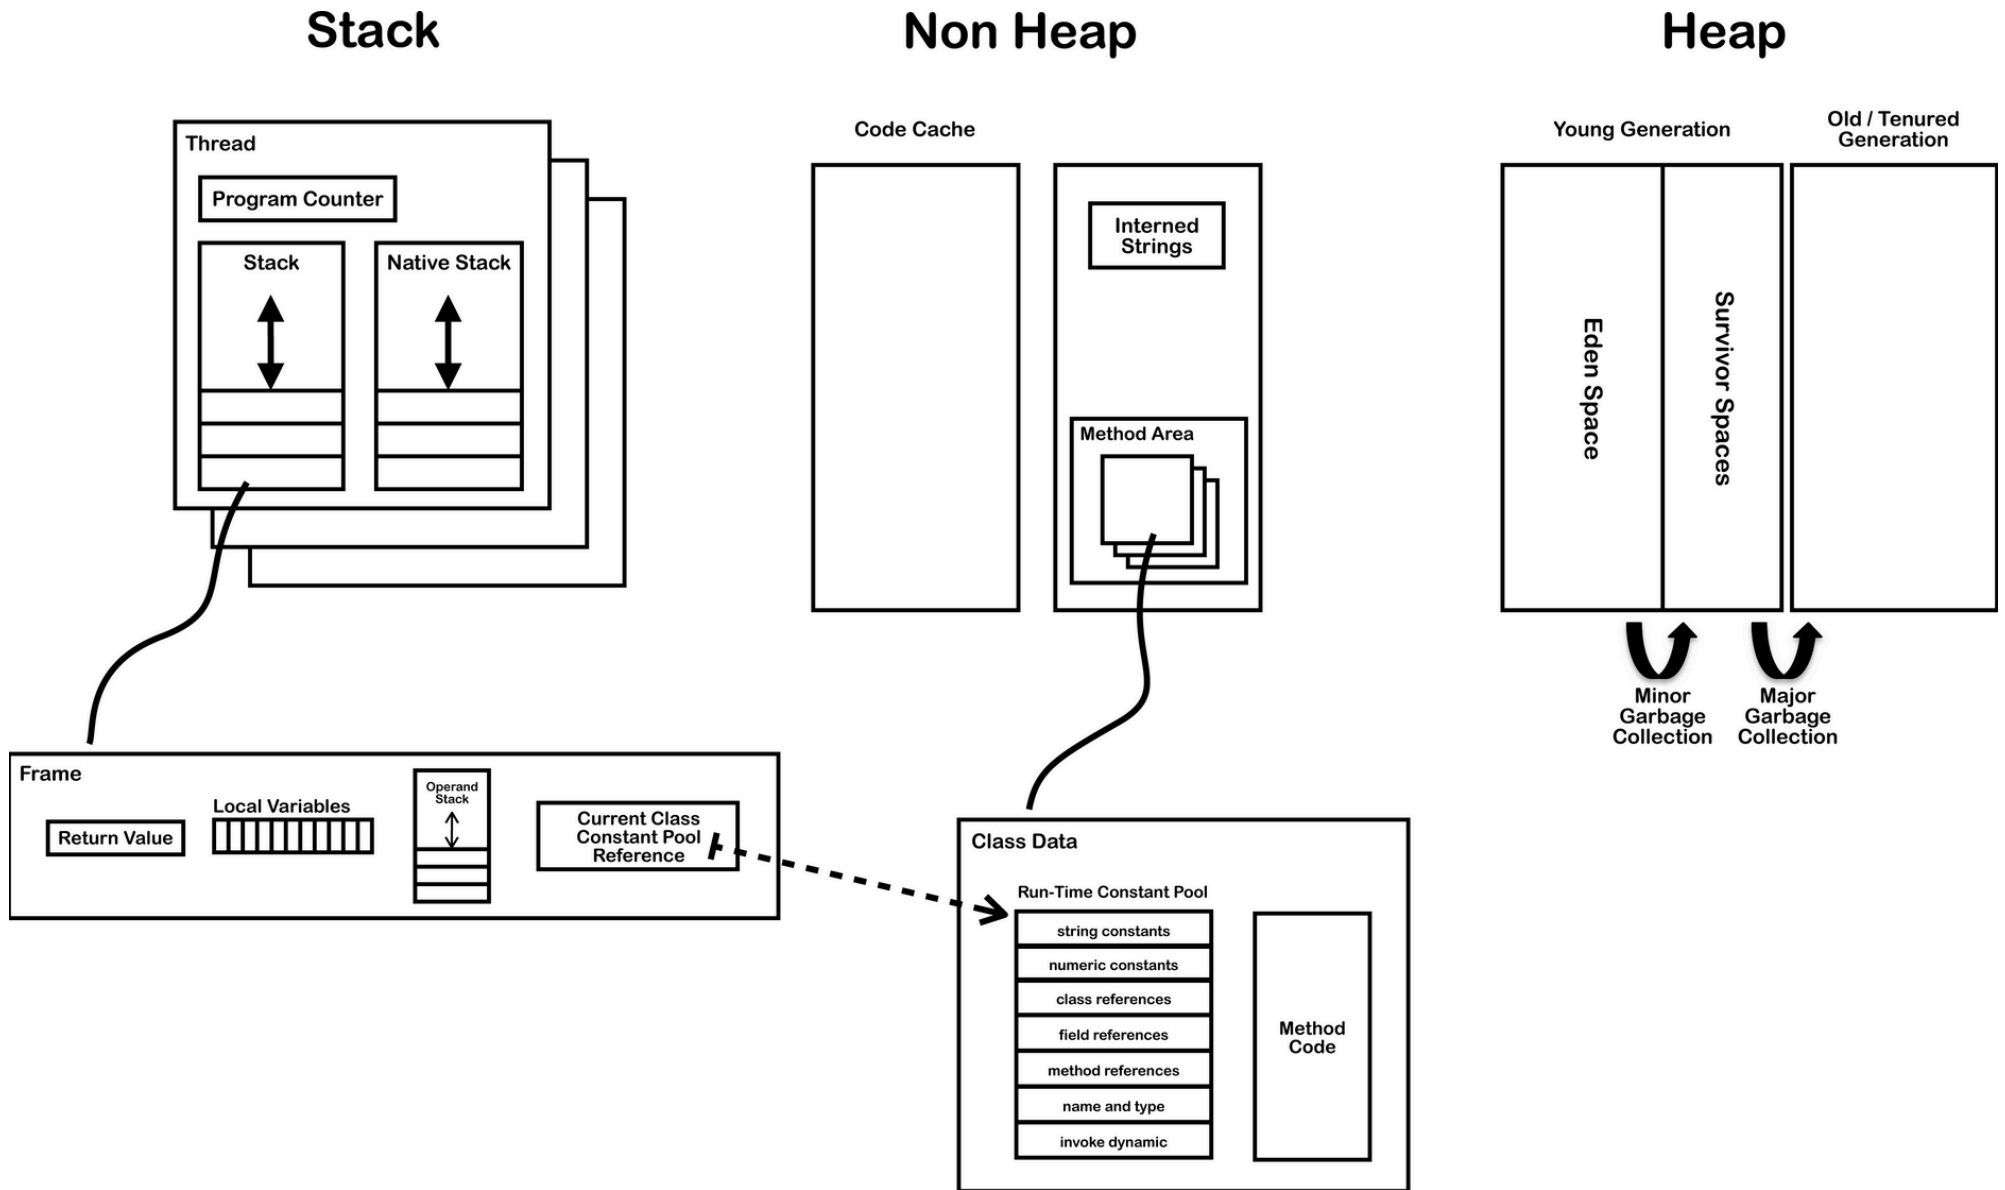 Stack
Non Heap
Heap
Thread
Program Counter
Stack
Native Stack
Code Cache
Interned
Strings
Method Area
Young Generation
Old / Tenured
Generation
Eden Space
Survivor Spaces
Minor
Garbage
Collection
Major
Garbage
Collection
Frame
Return Value
Local Variables
Operand
Stack
Current Class
Constant Pool
Reference
Class Data
Run-Time Constant Pool
string constants
numeric constants
class references
field references
method references
name and type
invoke dynamic
Method
Code